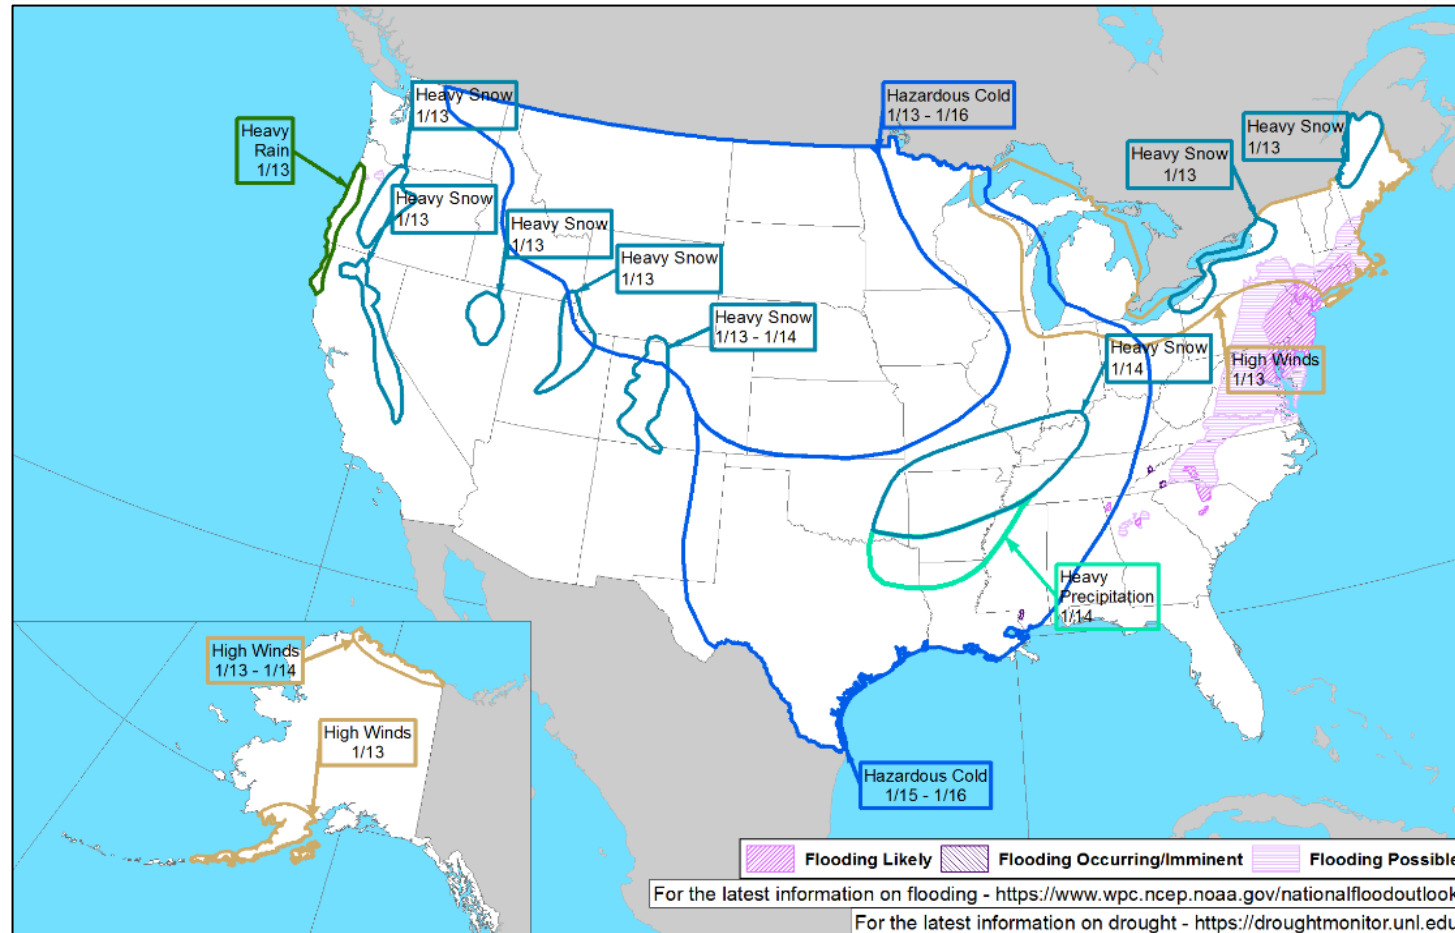 Heavy Snow
1/13
Hazardous Cold
1/13 - 1/16
Heavy Snow
1/13
Heavy
Rain
1/13
Heavy Snow
1/13
Heavy Snow
1/13
Heavy Snow
1/13
Heavy Snow
1/13
Heavy Snow
1/13 - 1/14
Heavy Snow
1/14
High Winds
1/13
Heavy
Precipitation
1/14
High Winds
1/13 - 1/14
High Winds
1/13
Hazardous Cold
1/15 - 1/16
Flooding Likely
Flooding Occurring/Imminent
Flooding Possible
For the latest information on flooding - https://www.wpc.ncep.noaa.gov/nationalfloodoutlook
For the latest information on drought - https://droughtmonitor.unl.edu